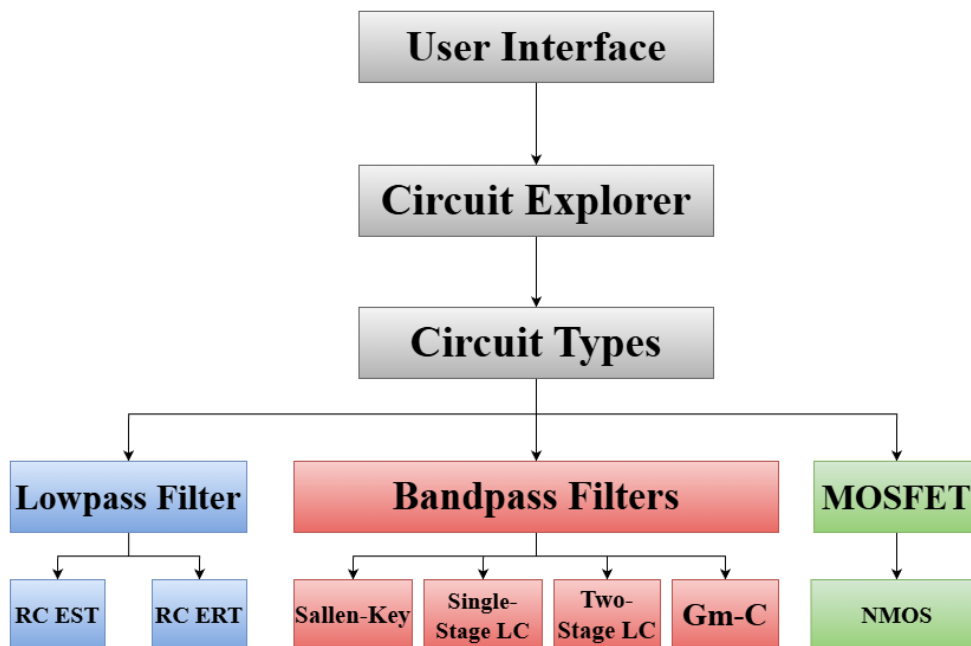 User Interface
Circuit Explorer
Circuit Types
Lowpass Filter
Bandpass Filters
MOSFET
RC EST
RC ERT
Sallen-Key
Single-
Stage LC
Two-
Stage LC
Gm-C
NMOS